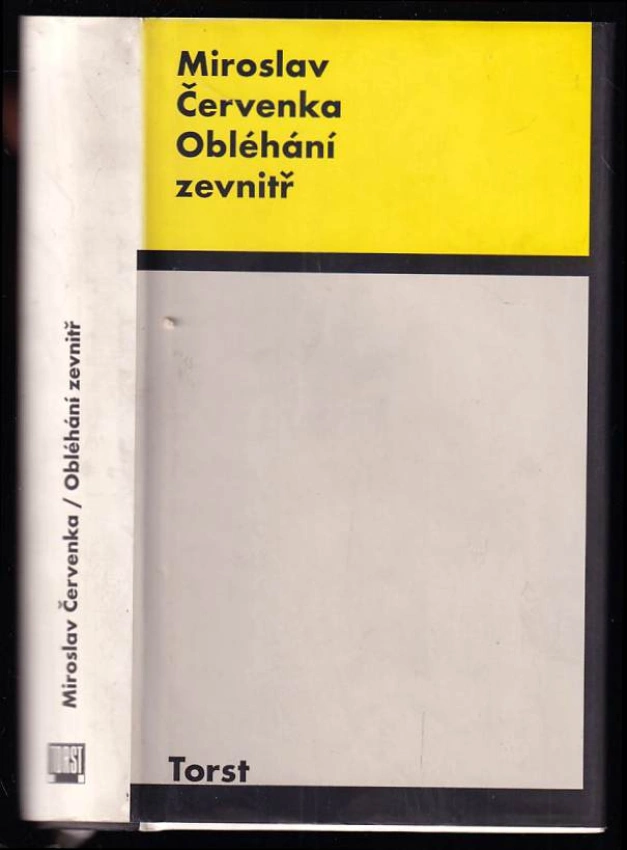 Miroslav
Červenka
Obléhání
zevnitř
Torst
Miroslav Červenka / Obléhání zevnitř
TORST